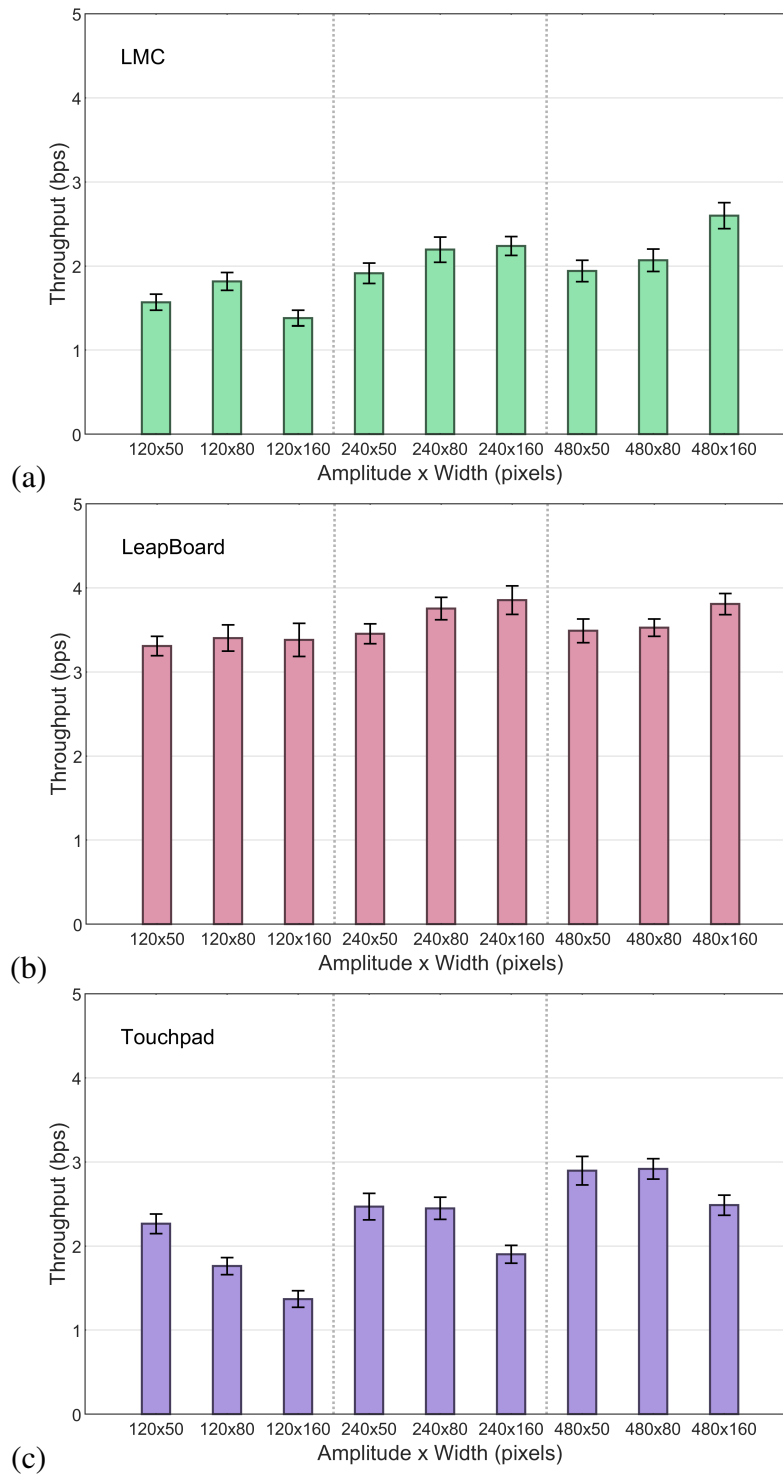 5
LMC
4
3
2
1
0
Throughput (bps)
120x50 120x80 120x160 240x50 240x80 240x160 480x50 480x80 480x160
Amplitude x Width (pixels)
(a)
5
LeapBoard
4
3
2
1
0
Throughput (bps)
120x50 120x80 120x160 240x50 240x80 240x160 480x50 480x80 480x160
Amplitude x Width (pixels)
(b)
5
Touchpad
4
3
2
1
0
Throughput (bps)
120x50 120x80 120x160 240x50 240x80 240x160 480x50 480x80 480x160
Amplitude x Width (pixels)
(c)